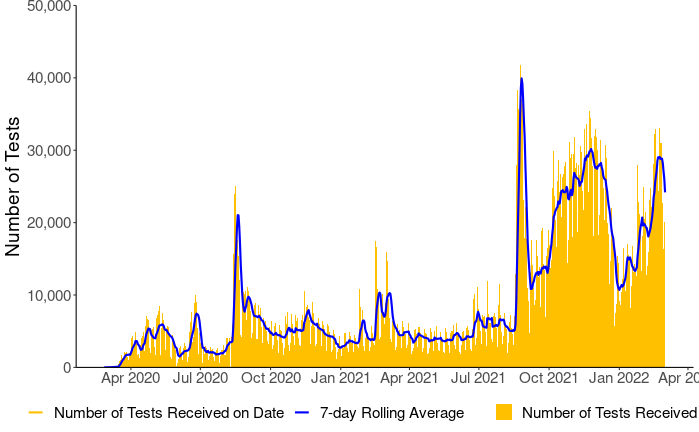 50,000
40,000
30,000
20,000
10,000
0
Number of Tests
Apr 2020 Jul 2020 Oct 2020 Jan 2021 Apr 2021 Jul 2021 Oct 2021 Jan 2022 Apr 20
Number of Tests Received on Date 7-day Rolling Average Number of Tests Received